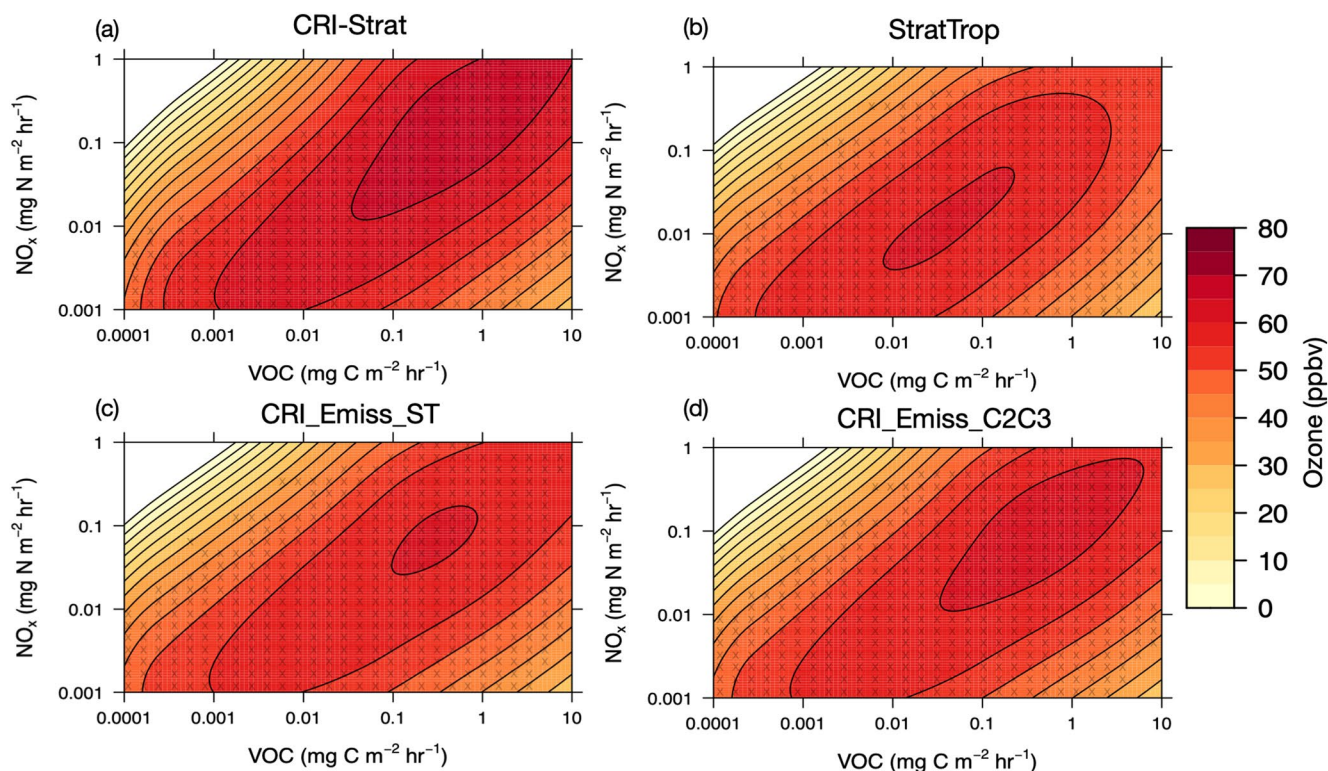 (a) CRI-Strat
1
0.1
0.01
0.001
NOx (mg N m−2 hr−1)
0.0001 0.001 0.01 0.1 1 10
VOC (mg C m−2 hr−1)
(b) StratTrop
1
0.1
0.01
0.001
NOx (mg N m−2 hr−1)
0.0001 0.001 0.01 0.1 1 10
VOC (mg C m−2 hr−1)
(c) CRI_Emiss_ST
1
0.1
0.01
0.001
NOx (mg N m−2 hr−1)
0.0001 0.001 0.01 0.1 1 10
VOC (mg C m−2 hr−1)
(d) CRI_Emiss_C2C3
1
0.1
0.01
0.001
NOx (mg N m−2 hr−1)
0.0001 0.001 0.01 0.1 1 10
VOC (mg C m−2 hr−1)
80
70
60
50
40
30
20
10
0
Ozone (ppbv)